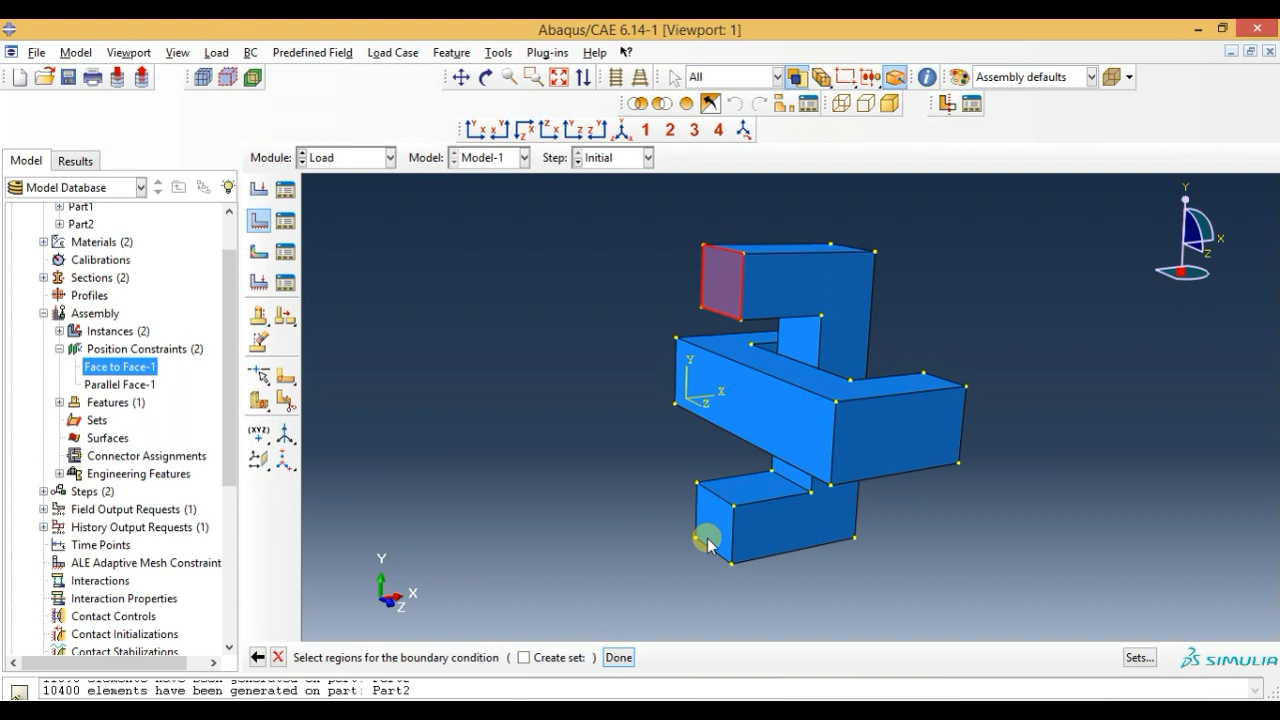 Abaqus/CAE 6.14-1 [Viewport: 1]
File Model Viewport View Load BC Predefined Field Load Case Feature Tools Plug-ins Help
All Assembly defaults
1 2 3 4
Model Results Module: Load Model: Model-1 Step: Initial
Model Database
Part1
Part2
Materials (2)
Calibrations
Sections (2)
Profiles
Assembly
Instances (2)
Position Constraints (2)
Face to Face-1
Parallel Face-1
Features (1)
Sets
Surfaces
Connector Assignments
Engineering Features
Steps (2)
Field Output Requests (1)
History Output Requests (1)
Time Points
ALE Adaptive Mesh Constraint
Interactions
Interaction Properties
Contact Controls
Contact Initializations
Contact Stabilizations
(XYZ)
Y
X
Z
Y
X
Z
Y
X
Z
Select regions for the boundary condition ( Create set: ) Done Sets... SIMULIA
10400 elements have been generated on part: Part2